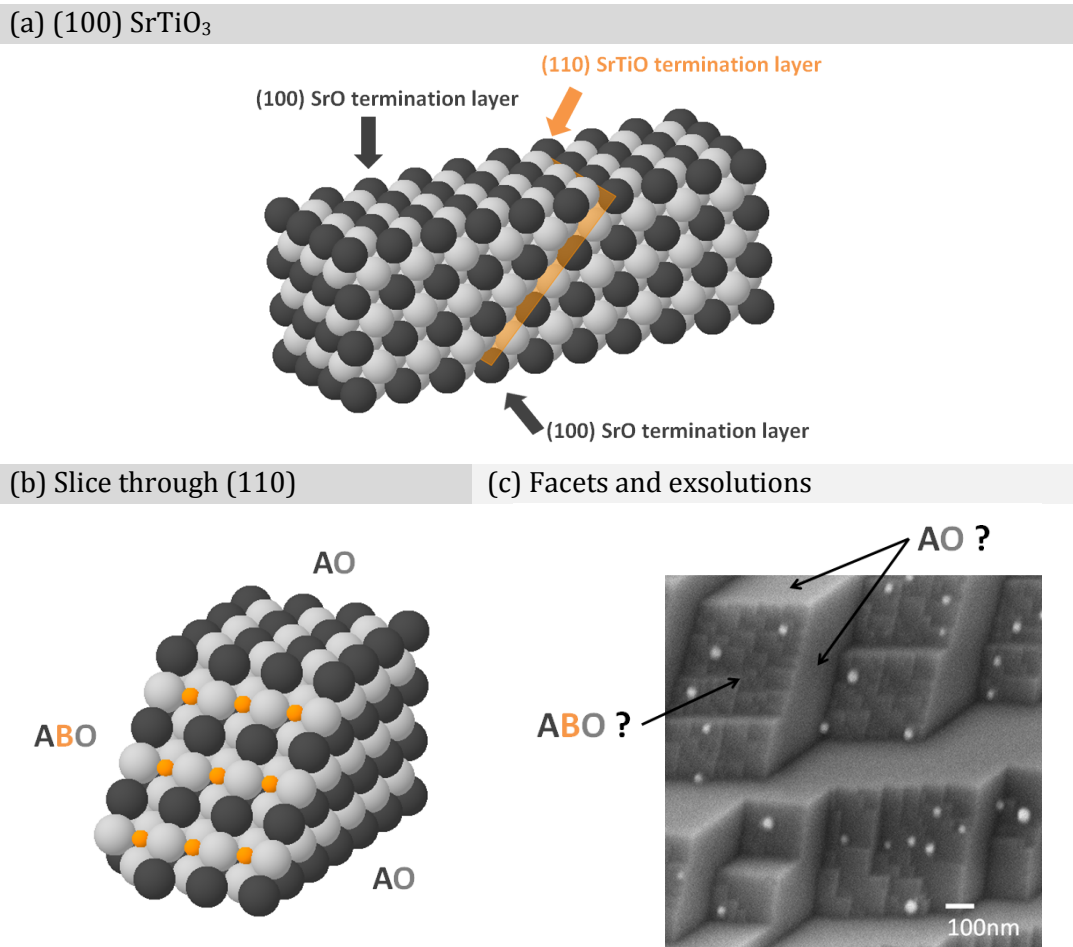 (a) (100) SrTiO₃
(110) SrTiO termination layer
(100) SrO termination layer
(100) SrO termination layer
(b) Slice through (110)
(c) Facets and exsolutions
AO
ABO
AO
AO ?
ABO ?
100nm